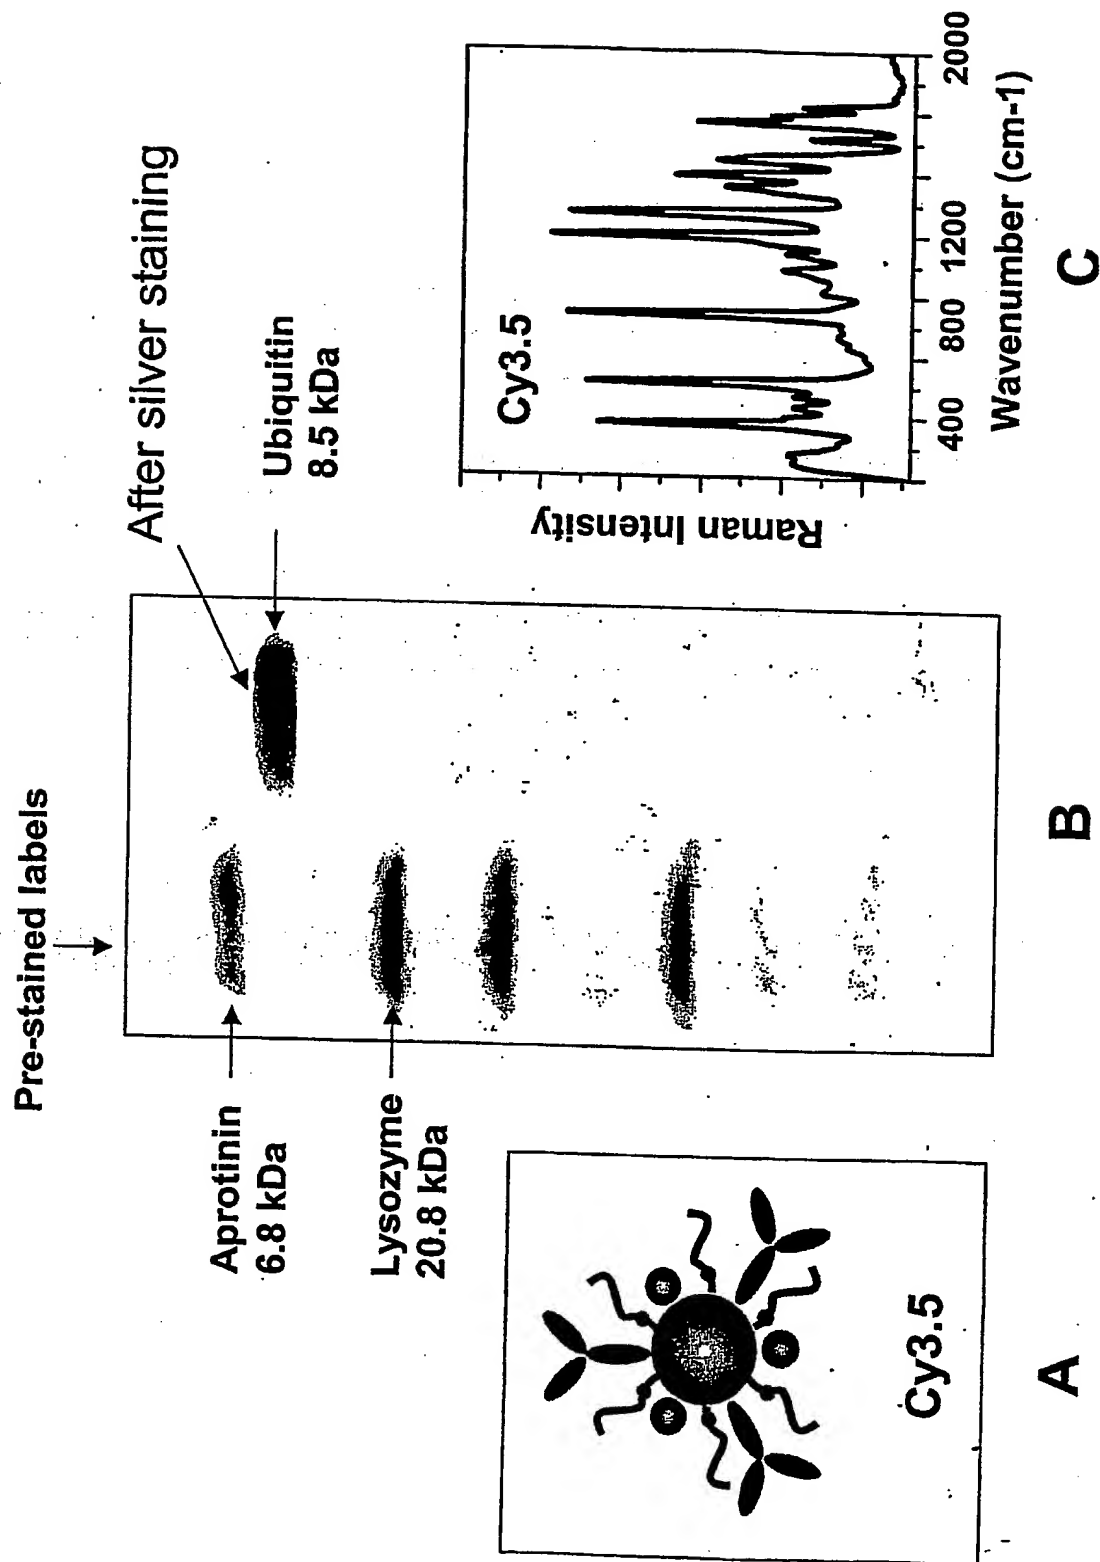 Pre-stained labels
After silver staining
Aprotinin
6.8 kDa
Lysozyme
20.8 kDa
Ubiquitin
8.5 kDa
Cy3.5
A
B
Cy3.5
Raman Intensity
400
800
1200
2000
Wavenumber (cm-1)
C